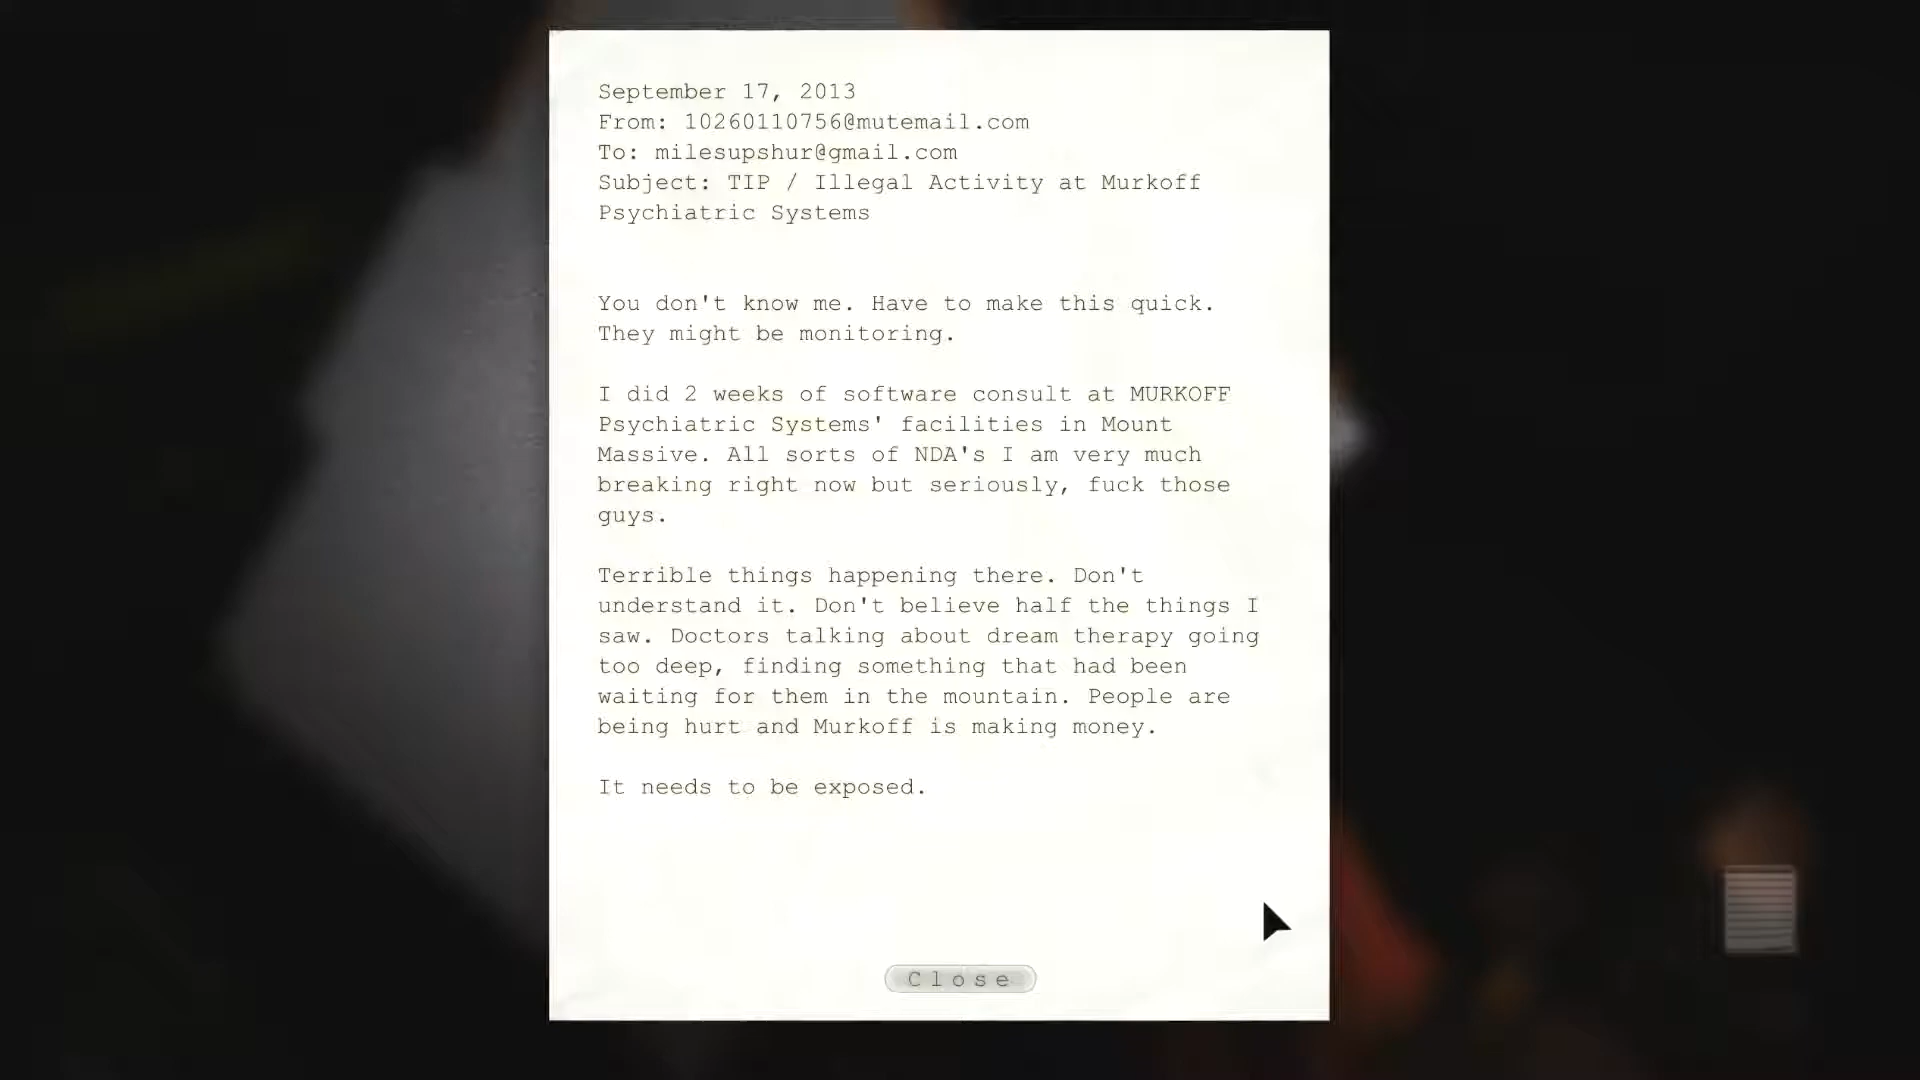 September 17, 2013
From: 10260110756@mutemail.com
To: milesupshur@gmail.com
Subject: TIP / Illegal Activity at Murkoff
Psychiatric Systems
You don't know me. Have to make this quick.
They might be monitoring.
I did 2 weeks of software consult at MURKOFF
Psychiatric Systems' facilities in Mount
Massive. All sorts of NDA's I am very much
breaking right now but seriously, fuck those
guys.
Terrible things happening there. Don't
understand it. Don't believe half the things I
saw. Doctors talking about dream therapy going
too deep, finding something that had been
waiting for them in the mountain. People are
being hurt and Murkoff is making money.
It needs to be exposed.
Close